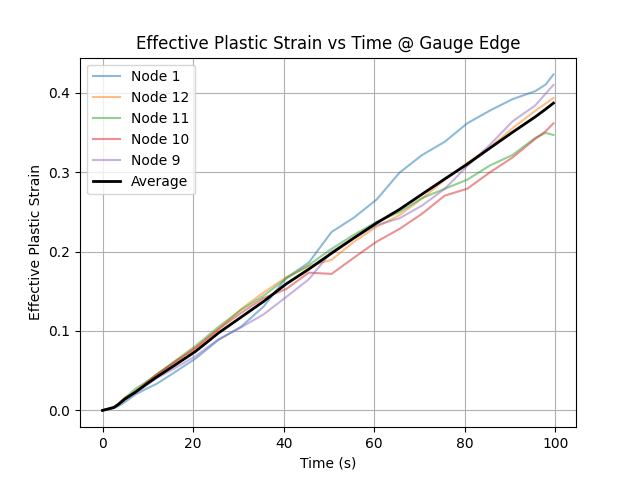 Effective Plastic Strain vs Time @ Gauge Edge
Node 1
Node 12
Node 11
Node 10
Node 9
Average
Effective Plastic Strain
0.4
0.3
0.2
0.1
0.0
0 20 40 60 80 100
Time (s)